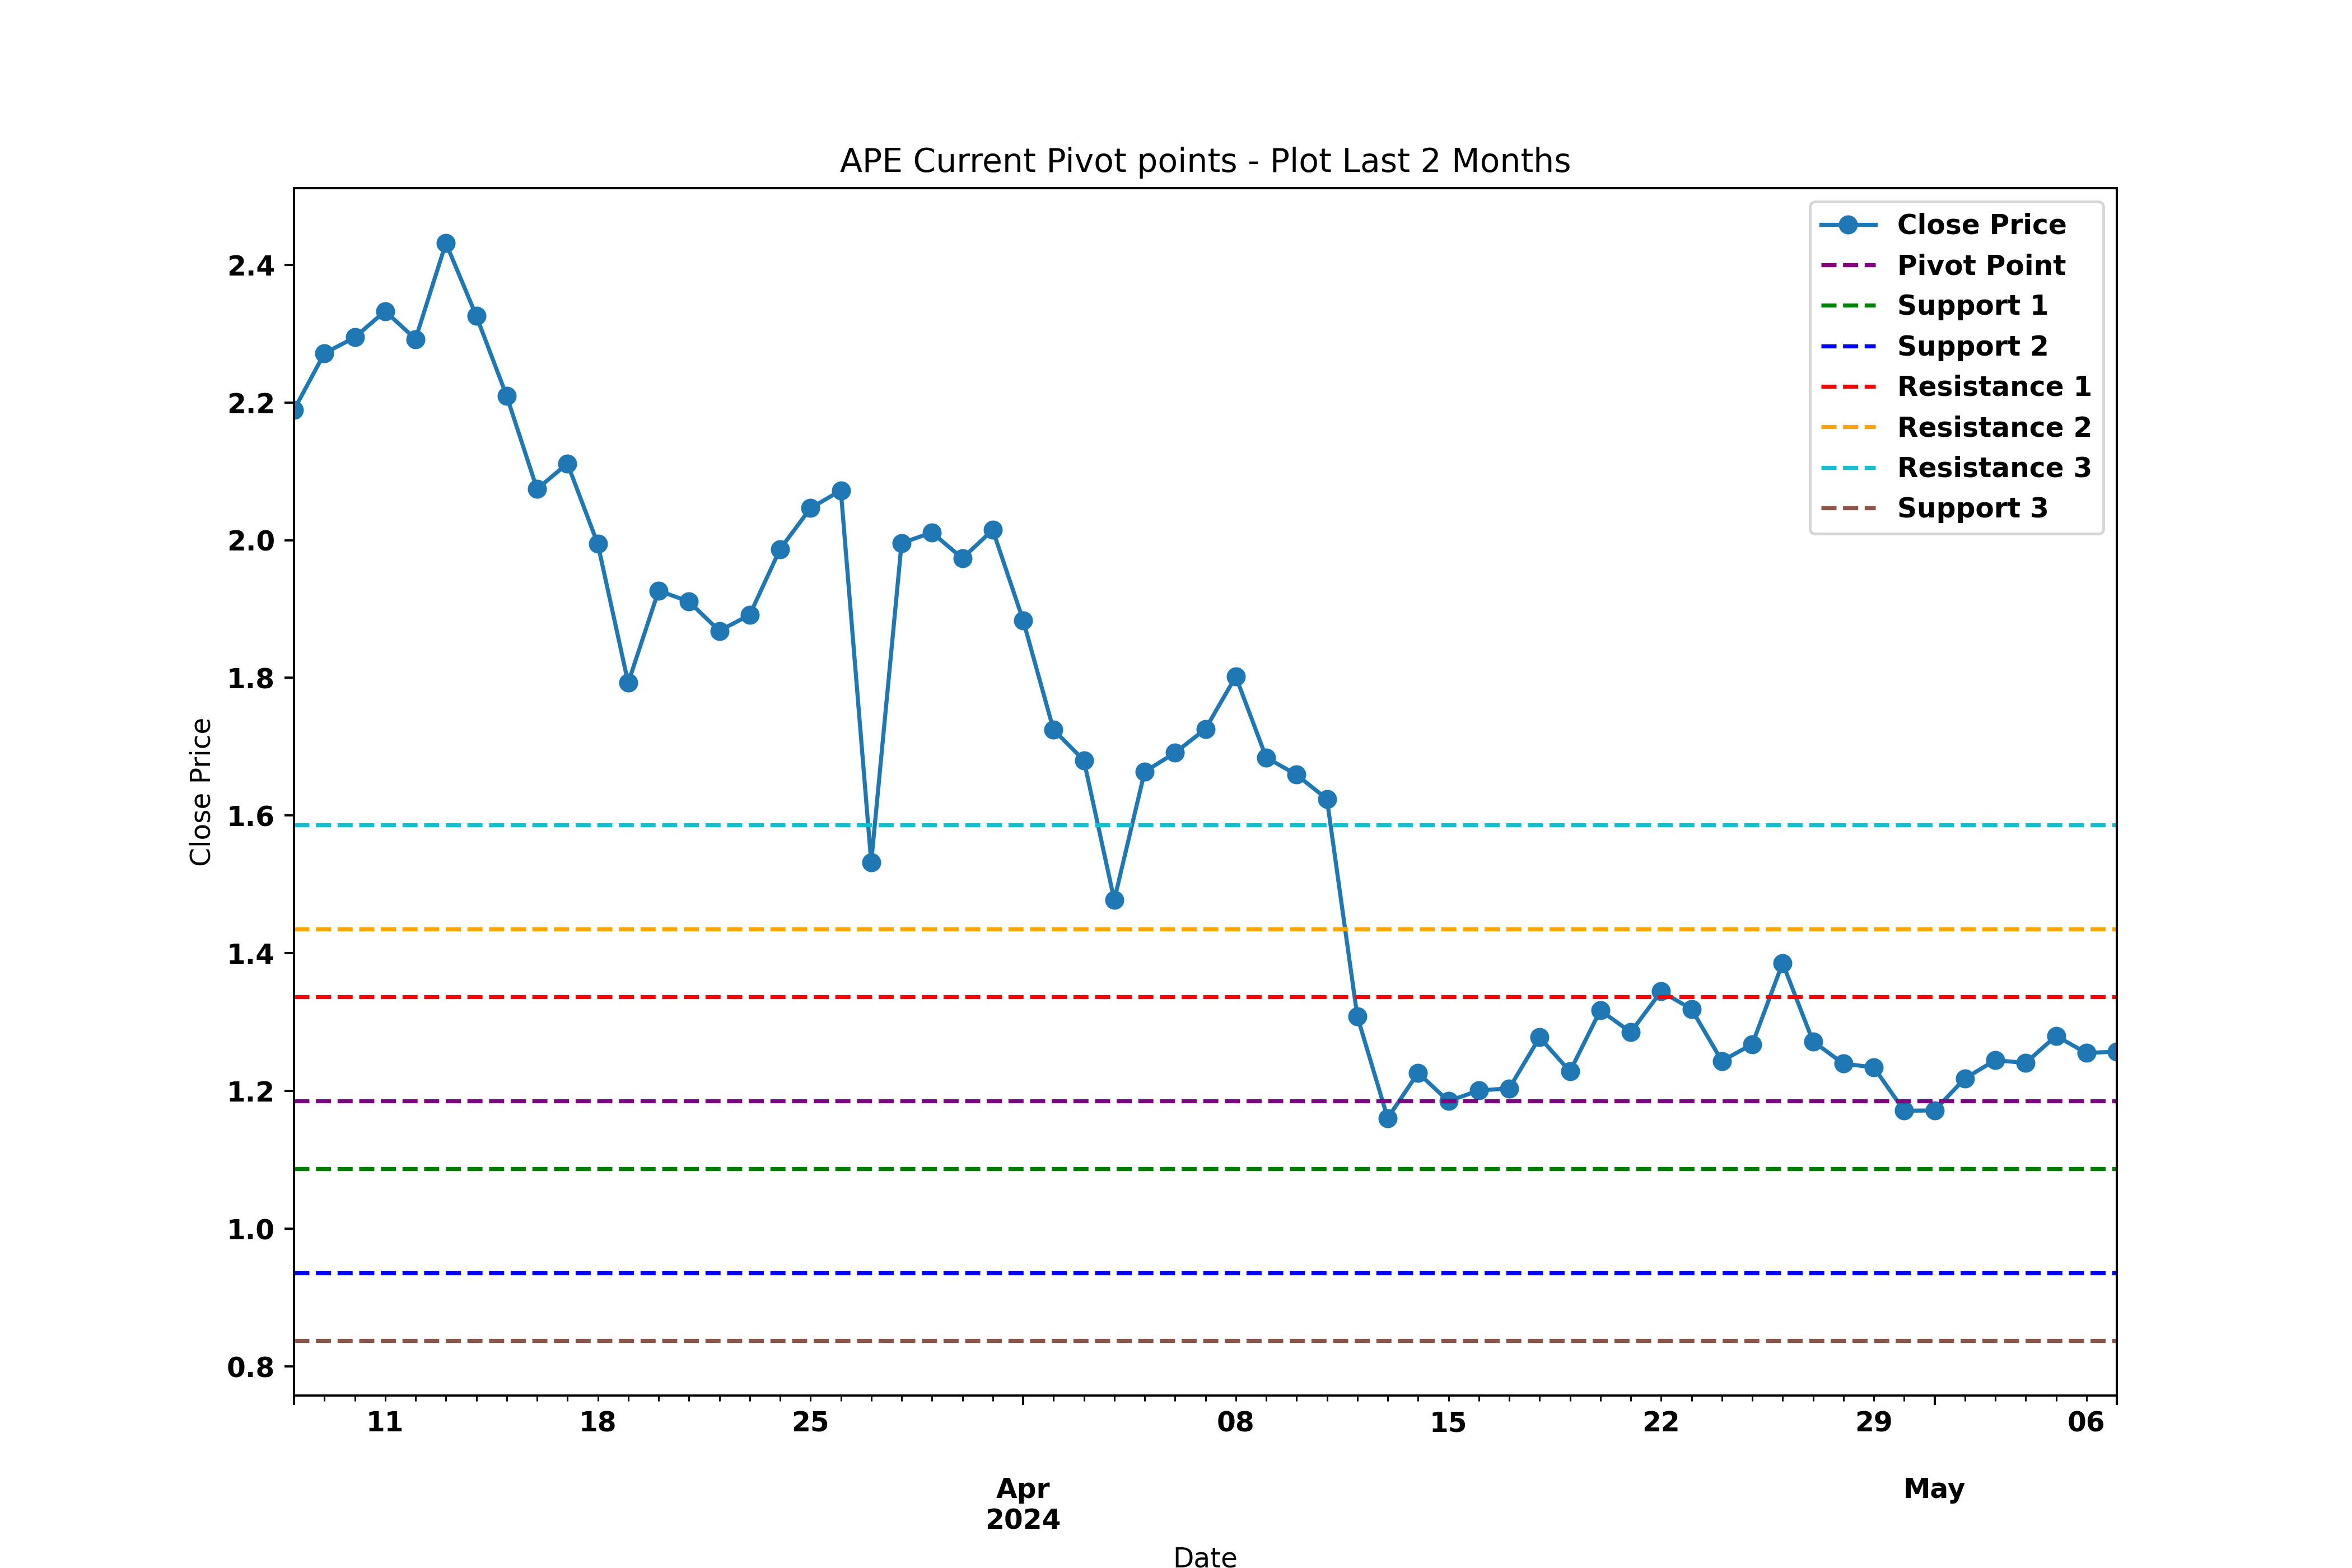 APE Current Pivot points - Plot Last 2 Months
Close Price
Pivot Point
Support 1
Support 2
Resistance 1
Resistance 2
Resistance 3
Support 3
2.4
2.2
2.0
1.8
1.6
1.4
1.2
1.0
0.8
Close Price
11 18 25 08 15 22 29 06
Apr May
2024
Date